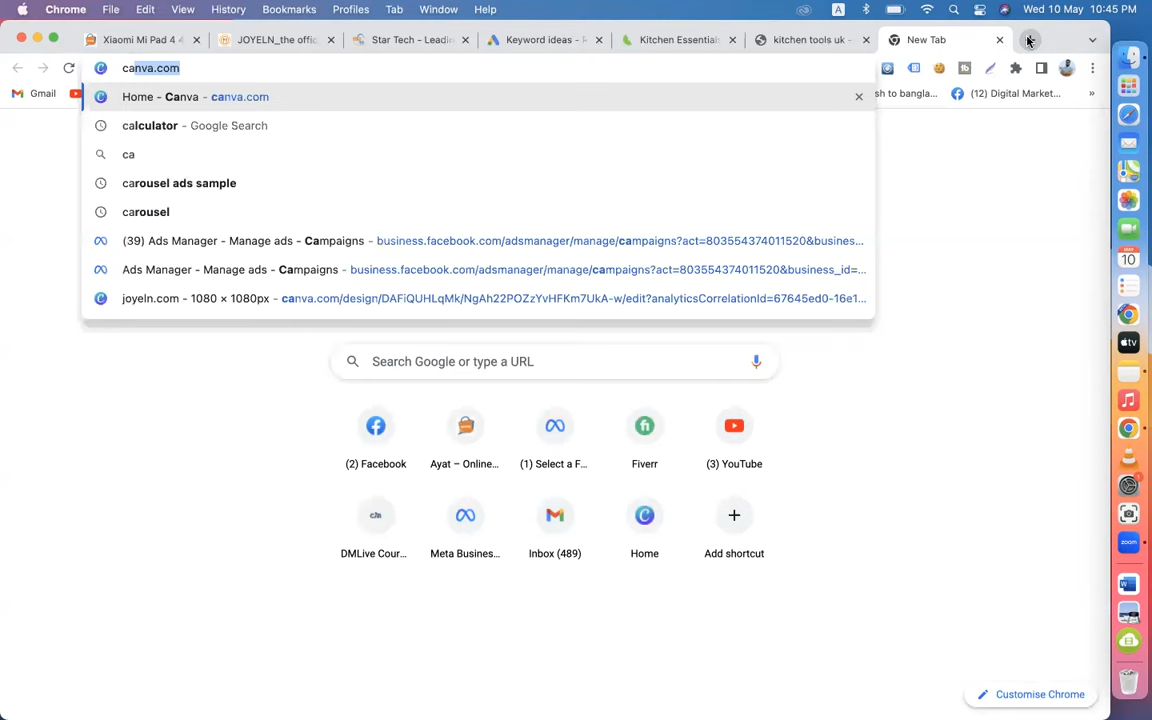 Chrome File Edit View History Bookmarks Profiles Tab Window Help A Wed 10 May 10:45 PM
Xiaomi Mi Pad 4 4 JOYELN_the offic Star Tech - Leadi Keyword ideas - Kitchen Essentials kitchen tools uk - New Tab
canva.com
Gmail sh to bangla... (12) Digital Market... »
Home - Canva - canva.com
calculator - Google Search
ca
carousel ads sample
carousel
(39) Ads Manager - Manage ads - Campaigns - business.facebook.com/adsmanager/manage/campaigns?act=803554374011520&busines...
Ads Manager - Manage ads - Campaigns - business.facebook.com/adsmanager/manage/campaigns?act=803554374011520&business_id=...
joyeln.com - 1080 × 1080px - canva.com/design/DAFiQUHLqMk/NgAh22POZzYvHFKm7UkA-w/edit?analyticsCorrelationId=67645ed0-16e1...
Search Google or type a URL
(2) Facebook Ayat – Online... (1) Select a F... Fiverr (3) YouTube
DMLive Cour... Meta Busines... Inbox (489) Home Add shortcut
Customise Chrome
MAY
10
tv
zoom